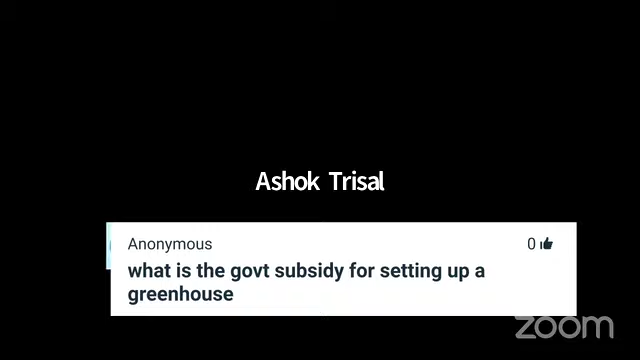 Ashok Trisal
Anonymous
0
what is the govt subsidy for setting up a
greenhouse
zoom